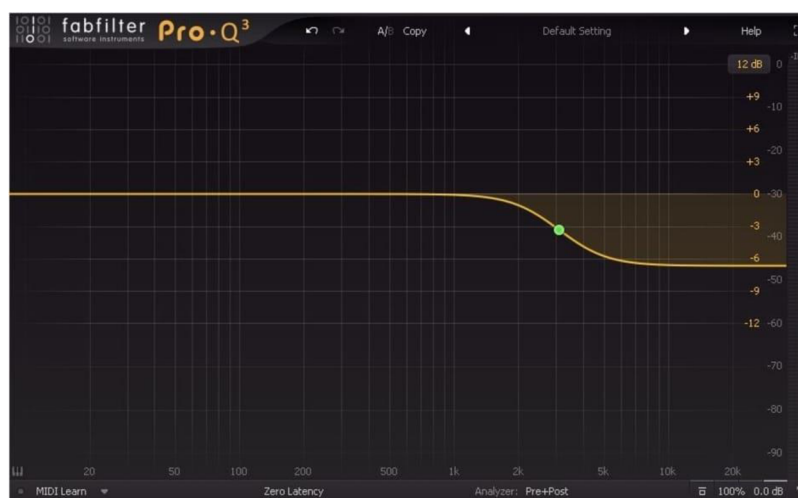 fabfilter Pro·Q³ A/B Copy Default Setting Help
software instruments
12 dB 0
+9 -10
+6 -20
+3
0 -30
-3 -40
-6 -50
-9
-12 -60
-70
-80
-90
20 50 100 200 500 1k 2k 5k 10k 20k
MIDI Learn Zero Latency Analyzer: Pre+Post 100% 0.0 dB